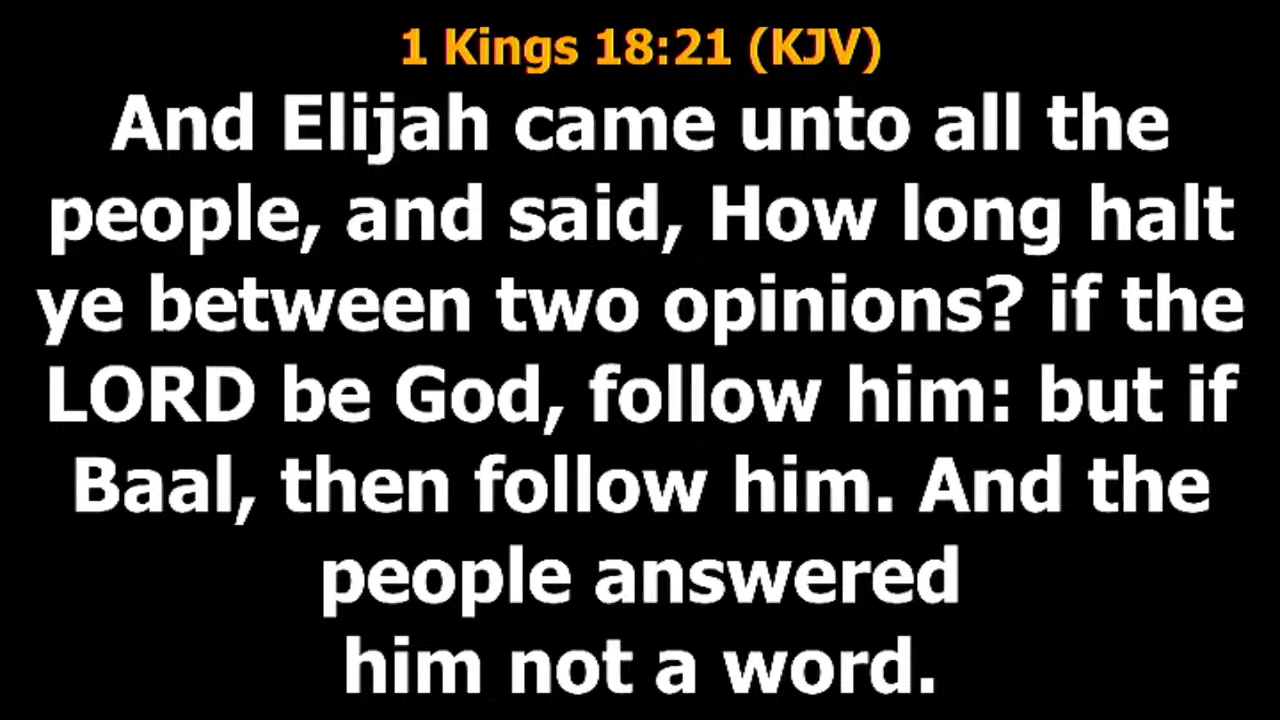 1 Kings 18:21 (KJV)
And Elijah came unto all the
people, and said, How long halt
ye between two opinions? if the
LORD be God, follow him: but if
Baal, then follow him. And the
people answered
him not a word.